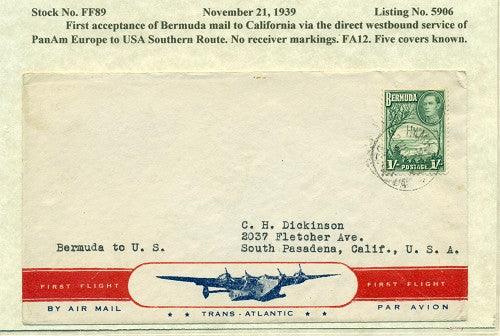 Stock No. FF89 November 21, 1939 Listing No. 5906
First acceptance of Bermuda mail to California via the direct westbound service of
PanAm Europe to USA Southern Route. No receiver markings. FA12. Five covers known.
BERMUDA
1/- POSTAGE 1/-
C. H. Dickinson
2037 Fletcher Ave.
Bermuda to U. S. South Pasadena, Calif., U. S. A.
FIRST FLIGHT FIRST FLIGHT
BY AIR MAIL ★ ★ TRANS-ATLANTIC ★ ★ PAR AVION